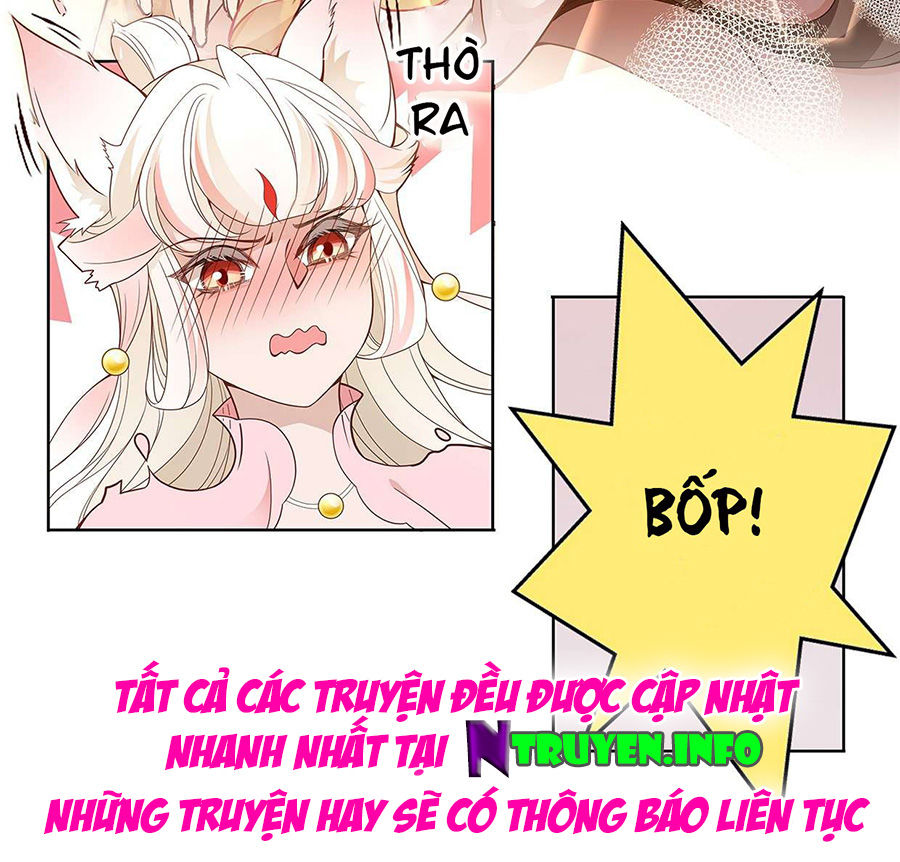 THÒ
RA
BỐP!
TẤT CẢ CÁC TRUYỆN ĐỀU ĐƯỢC CẬP NHẬT
NHANH NHẤT TẠI NTRUYEN.INFO
NHỮNG TRUYỆN HAY SẼ CÓ THÔNG BÁO LIÊN TỤC